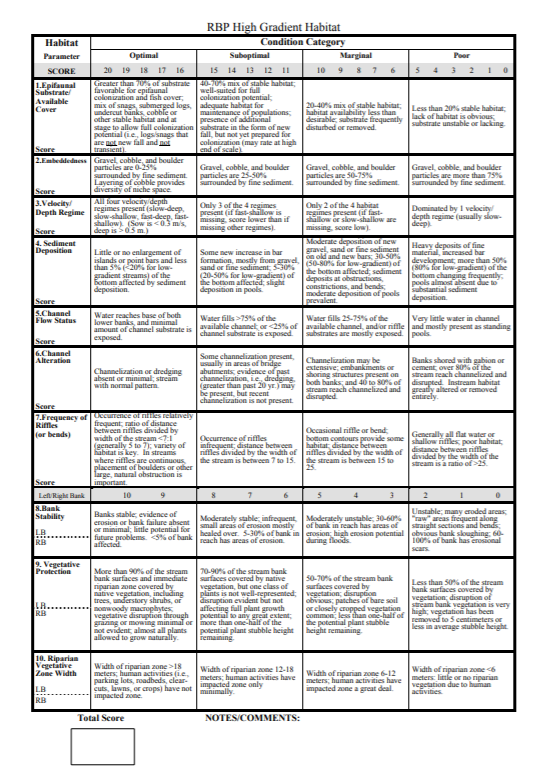 RBP High Gradient Habitat
Habitat
Parameter
Condition Category
Optimal
Suboptimal
Marginal
Poor
SCORE
20 19 18 17 16
15 14 13 12 11
10 9 8 7 6
5 4 3 2 1 0
1.Epifaunal
Substrate/
Available
Cover
Score
Greater than 70% of substrate
favorable for epifaunal
colonization and fish cover;
mix of snags, submerged logs,
undercut banks, cobble or
other stable habitat and at
stage to allow full colonization
potential (i.e., logs/snags that
are not new fall and not
transient).
40-70% mix of stable habitat;
well-suited for full
colonization potential;
adequate habitat for
maintenance of populations;
presence of additional
substrate in the form of new
fall, but not yet prepared for
colonization (may rate at high
end of scale).
20-40% mix of stable habitat;
habitat availability less than
desirable; substrate frequently
disturbed or removed.
Less than 20% stable habitat;
lack of habitat is obvious;
substrate unstable or lacking.
2.Embeddedness
Score
Gravel, cobble, and boulder
particles are 0-25%
surrounded by fine sediment.
Layering of cobble provides
diversity of niche space.
Gravel, cobble, and boulder
particles are 25-50%
surrounded by fine sediment.
Gravel, cobble, and boulder
particles are 50-75%
surrounded by fine sediment.
Gravel, cobble, and boulder
particles are more than 75%
surrounded by fine sediment.
3.Velocity/
Depth Regime
Score
All four velocity/depth
regimes present (slow-deep,
slow-shallow, fast-deep, fast-
shallow). (Sow is < 0.3 m/s,
deep is > 0.5 m.)
Only 3 of the 4 regimes
present (if fast-shallow is
missing, score lower than if
missing other regimes).
Only 2 of the 4 habitat
regimes present (if fast-
shallow or slow-shallow are
missing, score low).
Dominated by 1 velocity/
depth regime (usually slow-
deep).
4. Sediment
Deposition
Score
Little or no enlargement of
islands or point bars and less
than 5% (<20% for low-
gradient streams) of the
bottom affected by sediment
deposition.
Some new increase in bar
formation, mostly from gravel,
sand or fine sediment; 5-30%
(20-50% for low-gradient) of
the bottom affected; slight
deposition in pools.
Moderate deposition of new
gravel, sand or fine sediment
on old and new bars; 30-50%
(50-80% for low-gradient) of
the bottom affected; sediment
deposits at obstructions,
constrictions, and bends;
moderate deposition of pools
prevalent.
Heavy deposits of fine
material, increased bar
development; more than 50%
(80% for low-gradient) of the
bottom changing frequently;
pools almost absent due to
substantial sediment
deposition.
5.Channel
Flow Status
Score
Water reaches base of both
lower banks, and minimal
amount of channel substrate is
exposed.
Water fills >75% of the
available channel; or <25% of
channel substrate is exposed.
Water fills 25-75% of the
available channel, and/or riffle
substrates are mostly exposed.
Very little water in channel
and mostly present as standing
pools.
6.Channel
Alteration
Score
Channelization or dredging
absent or minimal; stream
with normal pattern.
Some channelization present,
usually in areas of bridge
abutments; evidence of past
channelization, i.e., dredging,
(greater than past 20 yr.) may
be present, but recent
channelization is not present.
Channelization may be
extensive; embankments or
shoring structures present on
both banks; and 40 to 80% of
stream reach channelized and
disrupted.
Banks shored with gabion or
cement; over 80% of the
stream reach channelized and
disrupted. Instream habitat
greatly altered or removed
entirely.
7.Frequency of
Riffles
(or bends)
Score
Occurrence of riffles relatively
frequent; ratio of distance
between riffles divided by
width of the stream <7:1
(generally 5 to 7); variety of
habitat is key. In streams
where riffles are continuous,
placement of boulders or other
large, natural obstruction is
important.
Occurrence of riffles
infrequent; distance between
riffles divided by the width of
the stream is between 7 to 15.
Occasional riffle or bend;
bottom contours provide some
habitat; distance between
riffles divided by the width of
the stream is between 15 to
25.
Generally all flat water or
shallow riffles; poor habitat;
distance between riffles
divided by the width of the
stream is a ratio of >25.
Left/Right Bank
10 9
8 7 6
5 4 3
2 1 0
8.Bank
Stability
LB
RB
Banks stable; evidence of
erosion or bank failure absent
or minimal; little potential for
future problems. <5% of bank
affected.
Moderately stable; infrequent,
small areas of erosion mostly
healed over. 5-30% of bank in
reach has areas of erosion.
Moderately unstable; 30-60%
of bank in reach has areas of
erosion; high erosion potential
during floods.
Unstable; many eroded areas;
"raw" areas frequent along
straight sections and bends;
obvious bank sloughing; 60-
100% of bank has erosional
scars.
9. Vegetative
Protection
LB
RB
More than 90% of the stream
bank surfaces and immediate
riparian zone covered by
native vegetation, including
trees, understory shrubs, or
nonwoody macrophytes;
vegetative disruption through
grazing or mowing minimal or
not evident; almost all plants
allowed to grow naturally.
70-90% of the stream bank
surfaces covered by native
vegetation, but one class of
plants is not well-represented;
disruption evident but not
affecting full plant growth
potential to any great extent;
more than one-half of the
potential plant stubble height
remaining.
50-70% of the stream bank
surfaces covered by
vegetation; disruption
obvious; patches of bare soil
or closely cropped vegetation
common; less than one-half of
the potential plant stubble
height remaining.
Less than 50% of the stream
bank surfaces covered by
vegetation; disruption of
stream bank vegetation is very
high; vegetation has been
removed to 5 centimeters or
less in average stubble height.
10. Riparian
Vegetative
Zone Width
LB
RB
Width of riparian zone >18
meters; human activities (i.e.,
parking lots, roadbeds, clear-
cuts, lawns, or crops) have not
impacted zone.
Width of riparian zone 12-18
meters; human activities have
impacted zone only
minimally.
Width of riparian zone 6-12
meters; human activities have
impacted zone a great deal.
Width of riparian zone <6
meters: little or no riparian
vegetation due to human
activities.
Total Score
NOTES/COMMENTS: